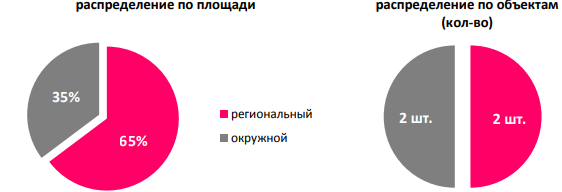 распределение по площади
35%
65%
региональный
окружной
распределение по объектам
(кол-во)
2 шт.
2 шт.